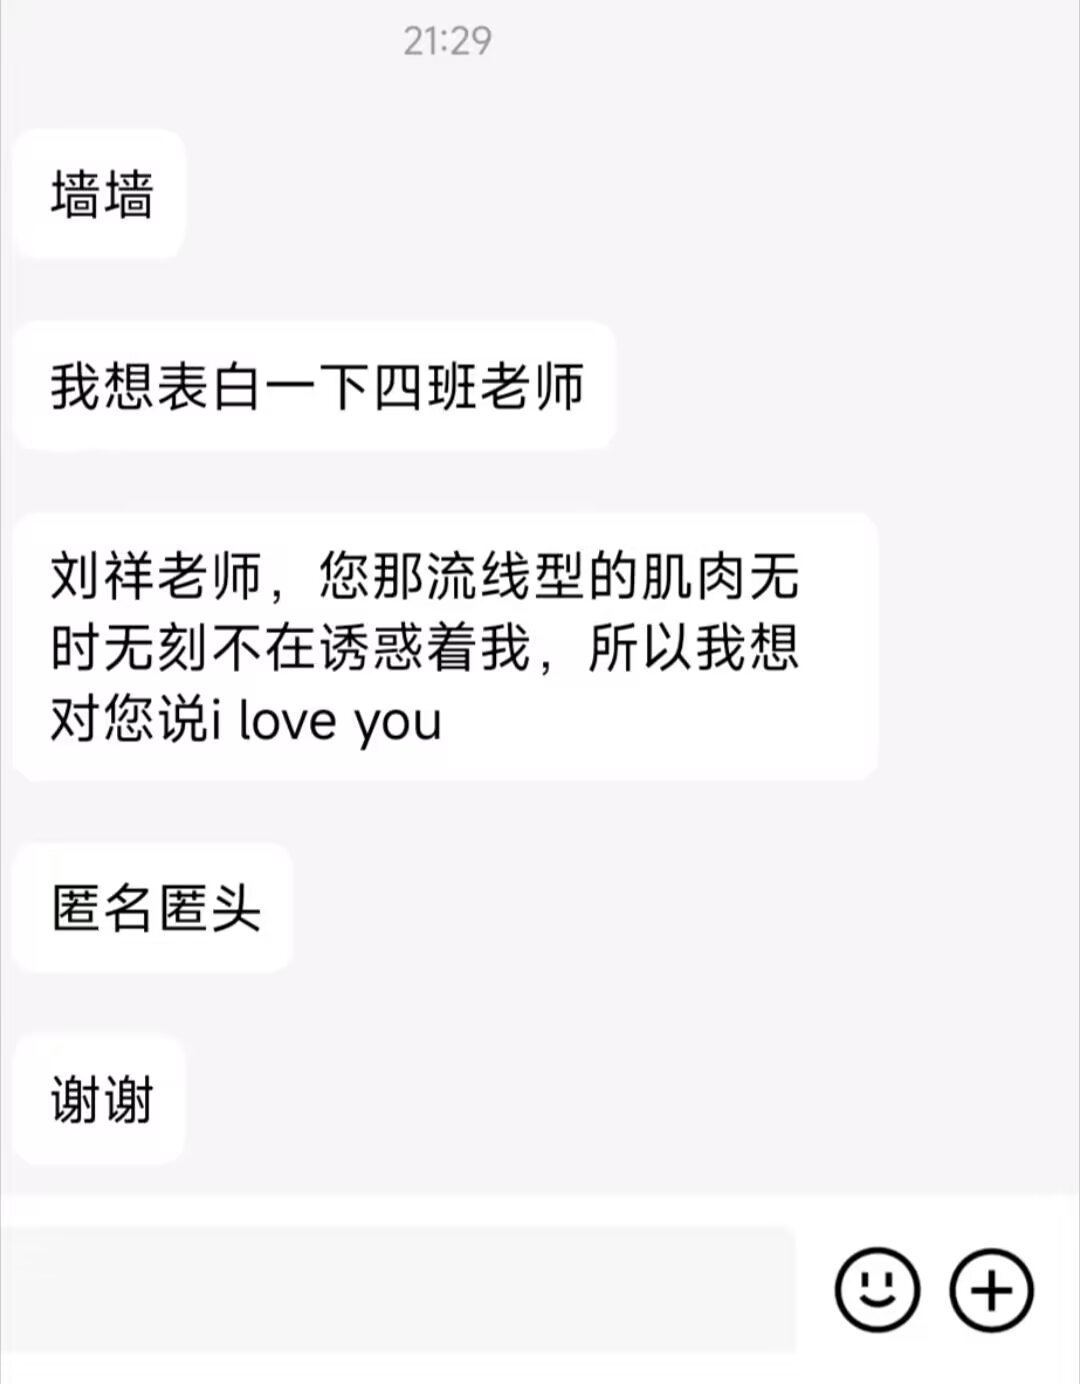 21:29
墙墙
我想表白一下四班老师
刘祥老师，您那流线型的肌肉无
时无刻不在诱惑着我，所以我想
对您说i love you
匿名匿头
谢谢